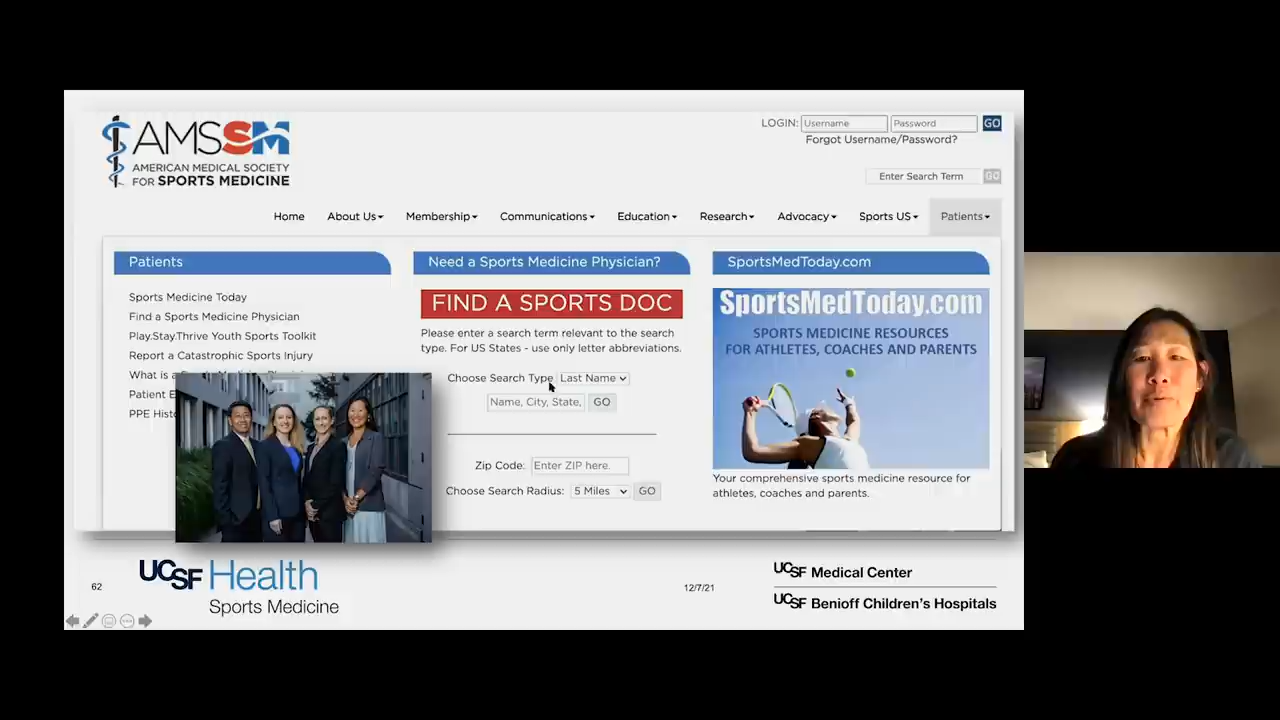 AMSSM
AMERICAN MEDICAL SOCIETY
FOR SPORTS MEDICINE
LOGIN: Username Password GO
Forgot Username/Password?
Enter Search Term GO
Home About Us Membership Communications Education Research Advocacy Sports US Patients
Patients
Sports Medicine Today
Find a Sports Medicine Physician
Play.Stay.Thrive Youth Sports Toolkit
Report a Catastrophic Sports Injury
What is a
Patient E
PPE Histo
Need a Sports Medicine Physician?
FIND A SPORTS DOC
Please enter a search term relevant to the search
type. For US States - use only letter abbreviations.
Choose Search Type Last Name
Name, City, State, GO
Zip Code: Enter ZIP here.
Choose Search Radius: 5 Miles GO
SportsMedToday.com
SportsMedToday.com
SPORTS MEDICINE RESOURCES
FOR ATHLETES, COACHES AND PARENTS
Your comprehensive sports medicine resource for
athletes, coaches and parents.
62
UCSF Health
Sports Medicine
12/7/21
UCSF Medical Center
UCSF Benioff Children's Hospitals